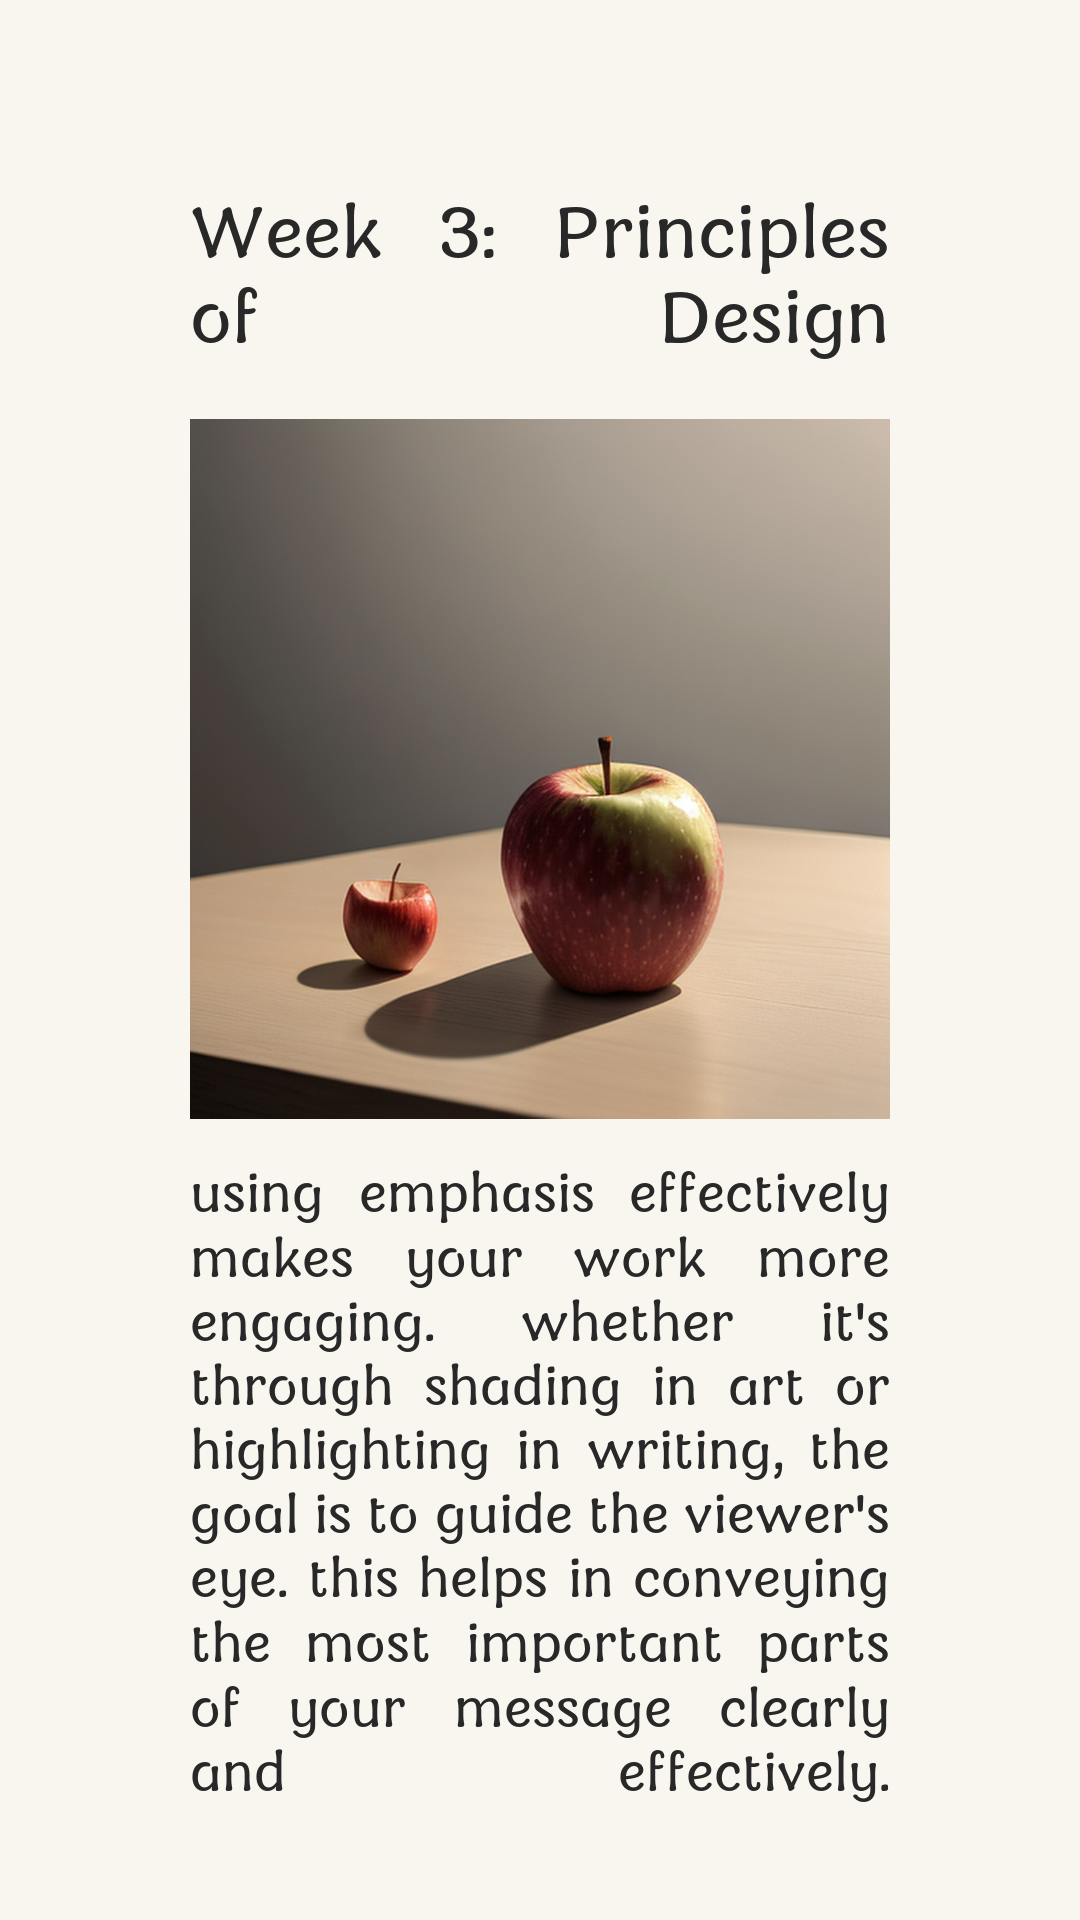 Week 3: Principles
of Design
using emphasis effectively
makes your work more
engaging. whether it's
through shading in art or
highlighting in writing, the
goal is to guide the viewer's
eye. this helps in conveying
the most important parts
of your message clearly
and effectively.